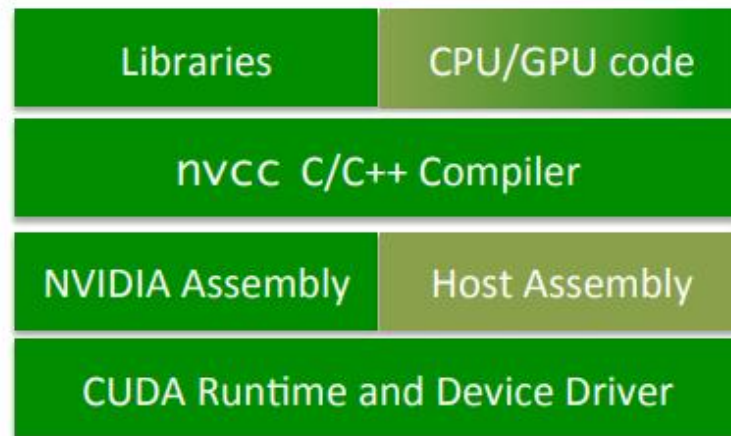 Libraries
CPU/GPU code
nvcc C/C++ Compiler
NVIDIA Assembly
Host Assembly
CUDA Runtime and Device Driver